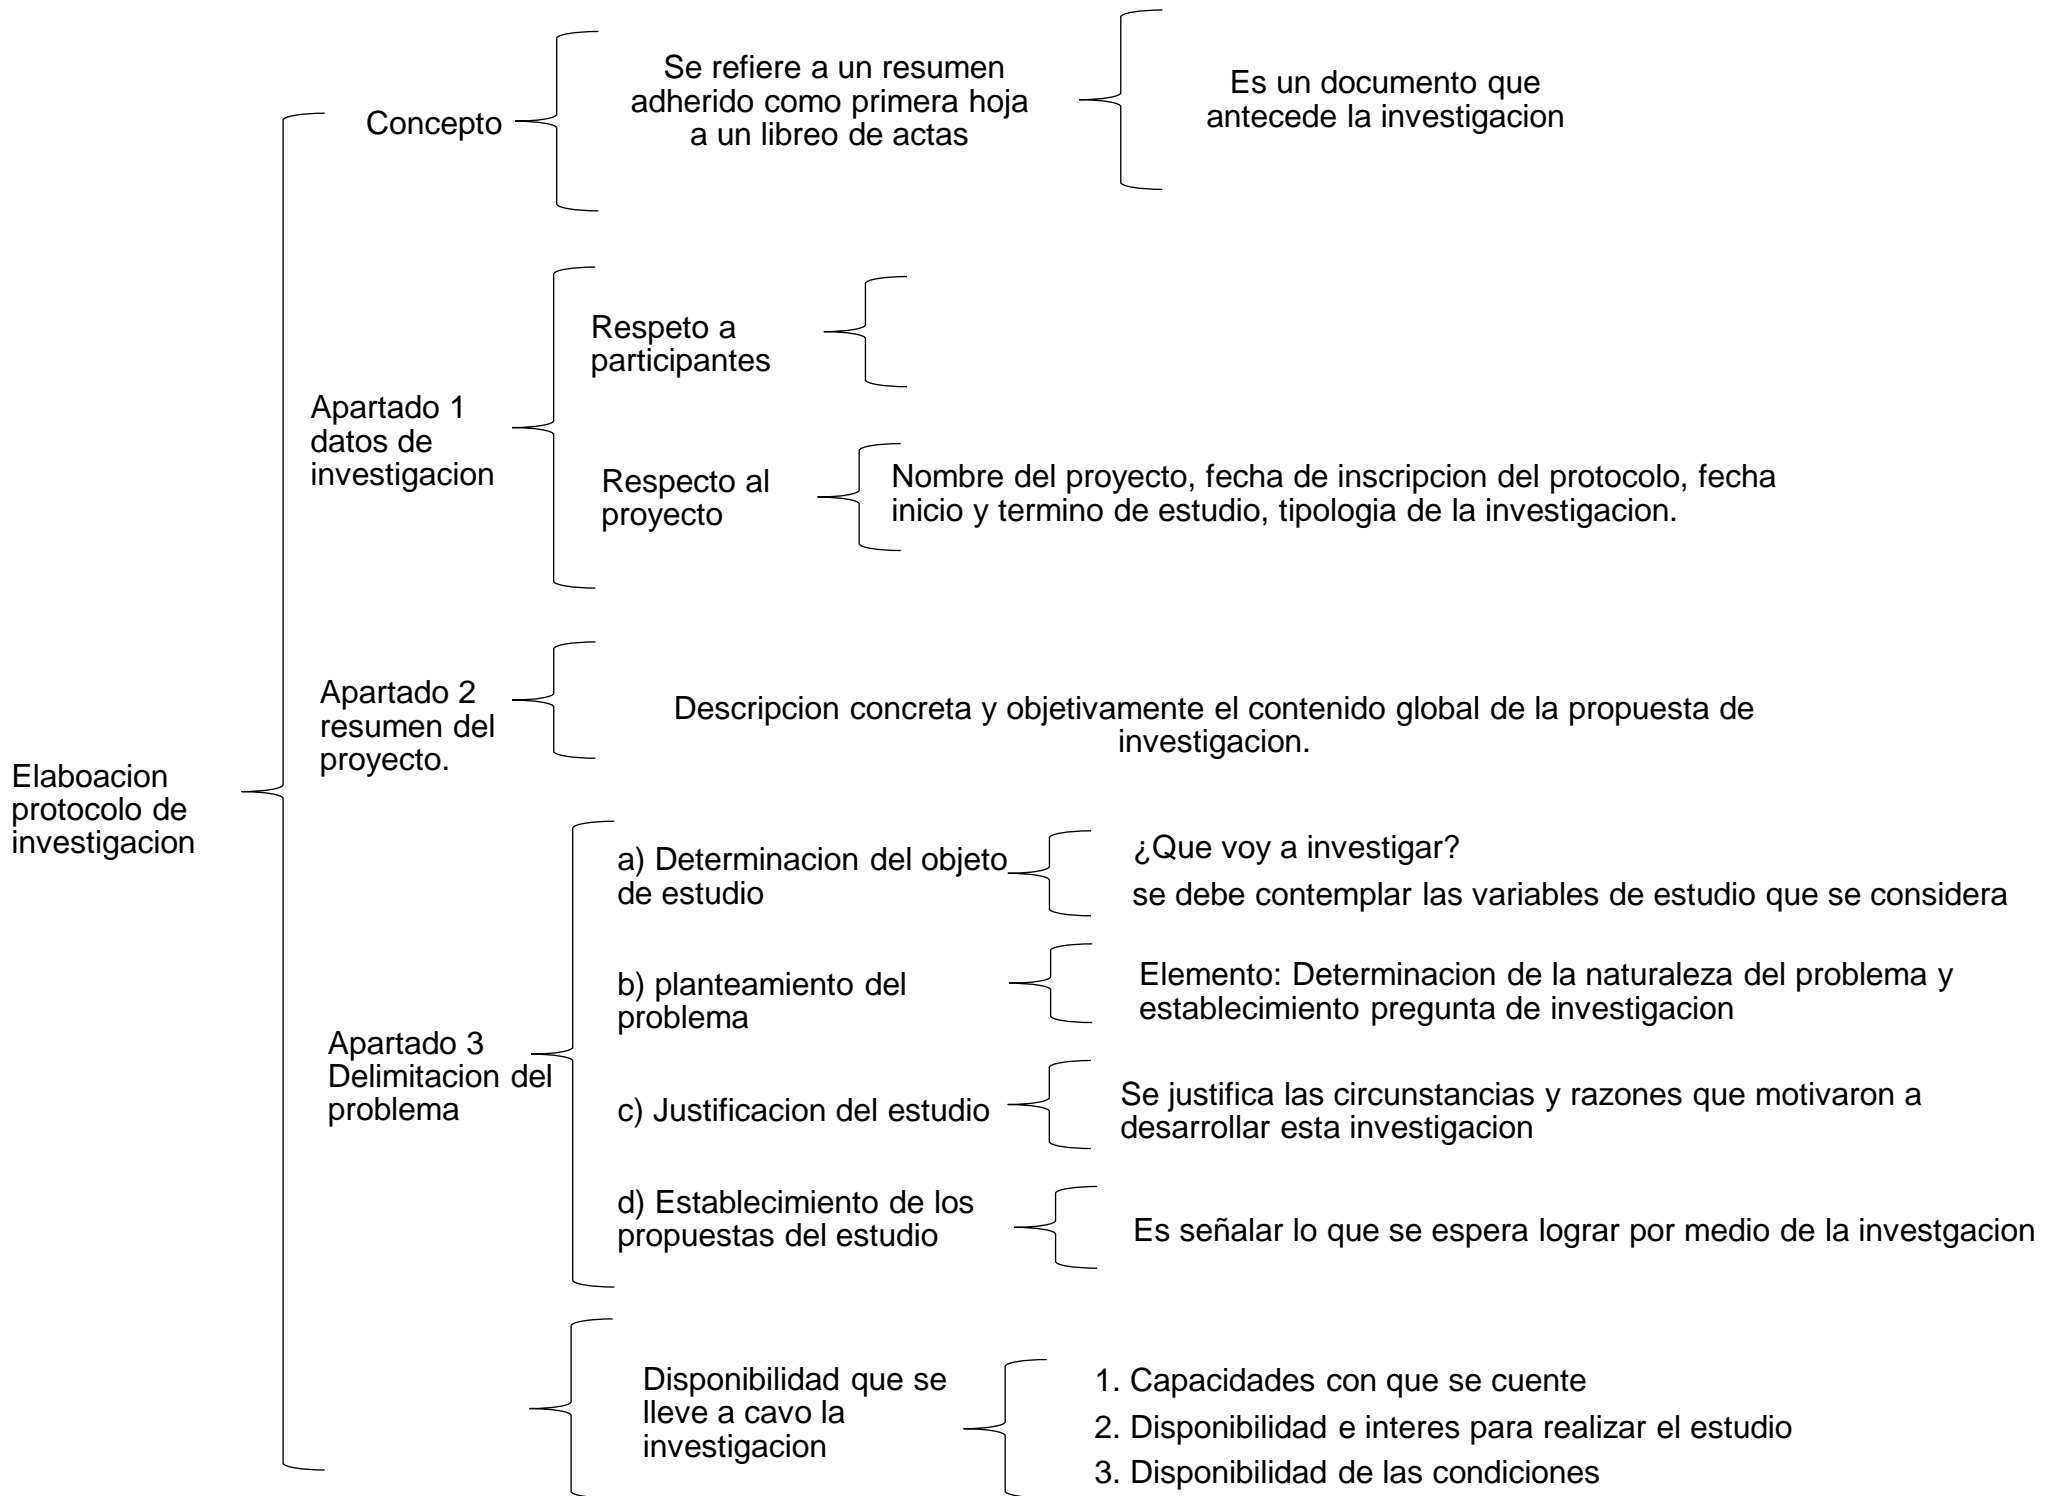 Elaboacion
protocolo de
investigacion
Concepto
Se refiere a un resumen
adherido como primera hoja
a un libreo de actas
Es un documento que
antecede la investigacion
Apartado 1
datos de
investigacion
Respeto a
participantes
Respecto al
proyecto
Nombre del proyecto, fecha de inscripcion del protocolo, fecha
inicio y termino de estudio, tipologia de la investigacion.
Apartado 2
resumen del
proyecto.
Descripcion concreta y objetivamente el contenido global de la propuesta de
investigacion.
Apartado 3
Delimitacion del
problema
a) Determinacion del objeto
de estudio
¿Que voy a investigar?
se debe contemplar las variables de estudio que se considera
b) planteamiento del
problema
Elemento: Determinacion de la naturaleza del problema y
establecimiento pregunta de investigacion
c) Justificacion del estudio
Se justifica las circunstancias y razones que motivaron a
desarrollar esta investigacion
d) Establecimiento de los
propuestas del estudio
Es señalar lo que se espera lograr por medio de la investgacion
Disponibilidad que se
lleve a cavo la
investigacion
1. Capacidades con que se cuente
2. Disponibilidad e interes para realizar el estudio
3. Disponibilidad de las condiciones